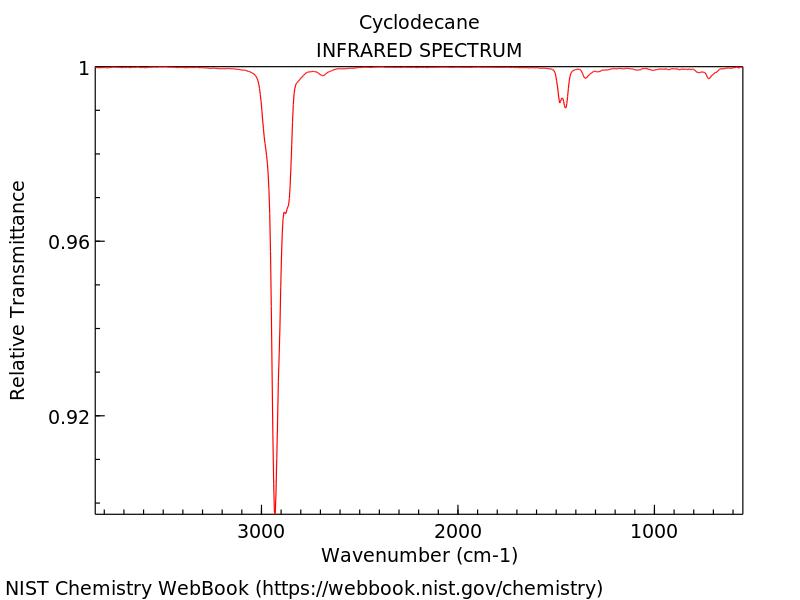 Cyclodecane
INFRARED SPECTRUM
1
0.96
0.92
Relative Transmittance
3000 2000 1000
Wavenumber (cm-1)
NIST Chemistry WebBook (https://webbook.nist.gov/chemistry)